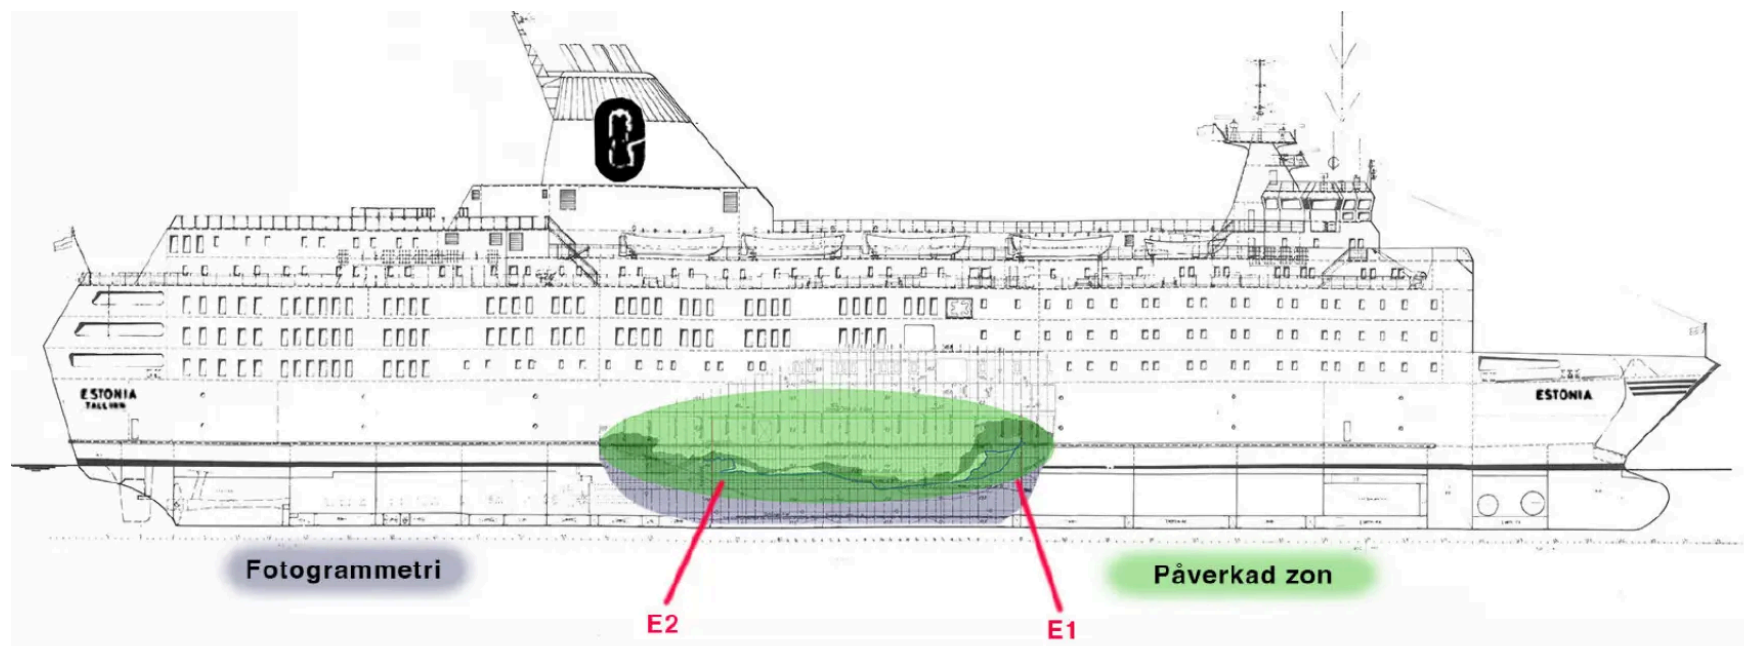 ESTONIA
TALLINN
ESTONIA
Fotogrammetri
Påverkad zon
E2
E1